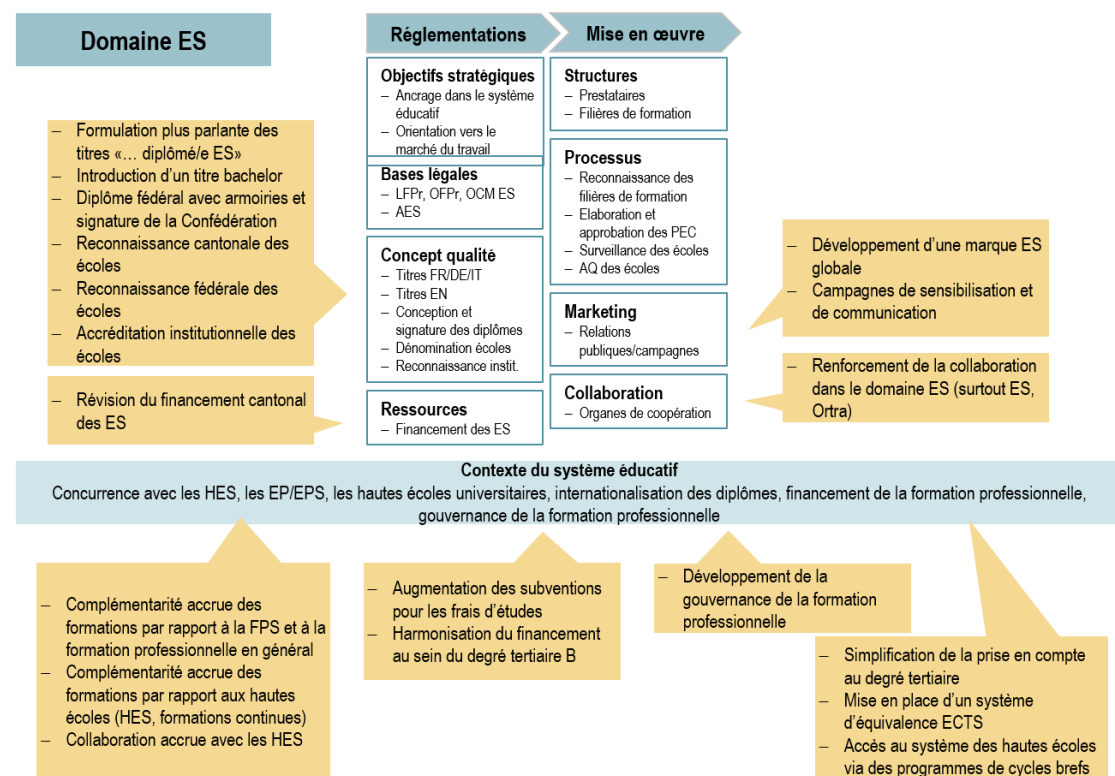 Domaine ES
Réglementations
Mise en œuvre
Objectifs stratégiques
– Ancrage dans le système
éducatif
– Orientation vers le
marché du travail
Bases légales
– LFPr, OFPr, OCM ES
– AES
Concept qualité
– Titres FR/DE/IT
– Titres EN
– Conception et
signature des diplômes
– Dénomination écoles
– Reconnaissance instit.
Ressources
– Financement des ES
Structures
– Prestataires
– Filières de formation
Processus
– Reconnaissance des
filières de formation
– Elaboration et
approbation des PEC
– Surveillance des écoles
– AQ des écoles
Marketing
– Relations
publiques/campagnes
Collaboration
– Organes de coopération
– Formulation plus parlante des
titres «… diplômé/e ES»
– Introduction d’un titre bachelor
– Diplôme fédéral avec armoiries et
signature de la Confédération
– Reconnaissance cantonale des
écoles
– Reconnaissance fédérale des
écoles
– Accréditation institutionnelle des
écoles
– Révision du financement cantonal
des ES
– Développement d’une marque ES
globale
– Campagnes de sensibilisation et
de communication
– Renforcement de la collaboration
dans le domaine ES (surtout ES,
Ortra)
Contexte du système éducatif
Concurrence avec les HES, les EP/EPS, les hautes écoles universitaires, internationalisation des diplômes, financement de la formation professionnelle,
gouvernance de la formation professionnelle
– Complémentarité accrue des
formations par rapport à la FPS et à la
formation professionnelle en général
– Complémentarité accrue des
formations par rapport aux hautes
écoles (HES, formations continues)
– Collaboration accrue avec les HES
– Augmentation des subventions
pour les frais d’études
– Harmonisation du financement
au sein du degré tertiaire B
– Développement de la
gouvernance de la formation
professionnelle
– Simplification de la prise en compte
au degré tertiaire
– Mise en place d’un système
d’équivalence ECTS
– Accès au système des hautes écoles
via des programmes de cycles brefs